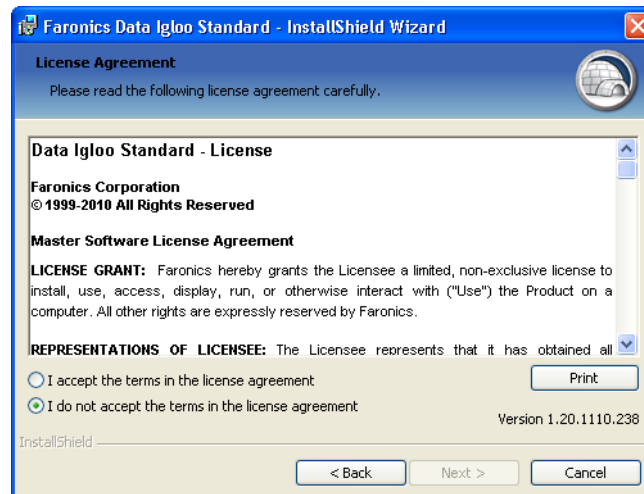 Faronics Data Igloo Standard - InstallShield Wizard
License Agreement
Please read the following license agreement carefully.
Data Igloo Standard - License
Faronics Corporation
© 1999-2010 All Rights Reserved
Master Software License Agreement
LICENSE GRANT: Faronics hereby grants the Licensee a limited, non-exclusive license to
install, use, access, display, run, or otherwise interact with ("Use") the Product on a
computer. All other rights are expressly reserved by Faronics.
REPRESENTATIONS OF LICENSEE: The Licensee represents that it has obtained all
I accept the terms in the license agreement
Print
I do not accept the terms in the license agreement
Version 1.20.1110.238
InstallShield
< Back
Next >
Cancel